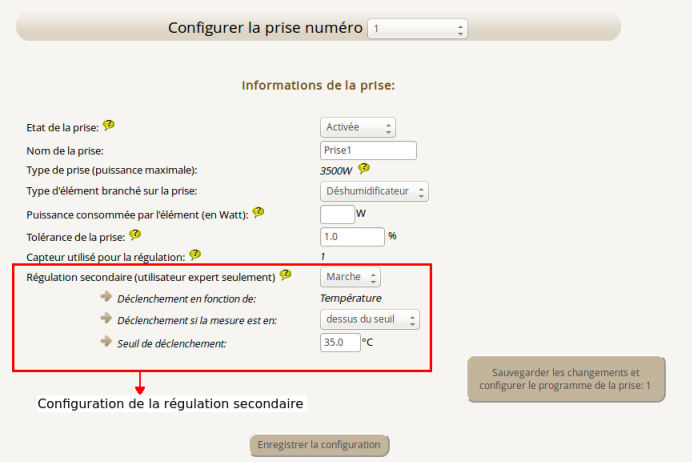 Configurer la prise numéro 1
Informations de la prise:
Etat de la prise: ? Activée
Nom de la prise: Prise1
Type de prise (puissance maximale): 3500W ?
Type d'élément branché sur la prise: Déshumidificateur
Puissance consommée par l'élément (en Watt): ? W
Tolérance de la prise: ? 1.0 %
Capteur utilisé pour la régulation: ? 1
Régulation secondaire (utilisateur expert seulement) ? Marche
Déclenchement en fonction de: Température
Déclenchement si la mesure est en: dessus du seuil
Seuil de déclenchement: 35.0 °C
Sauvegarder les changements et
configurer le programme de la prise: 1
Configuration de la régulation secondaire
Enregistrer la configuration